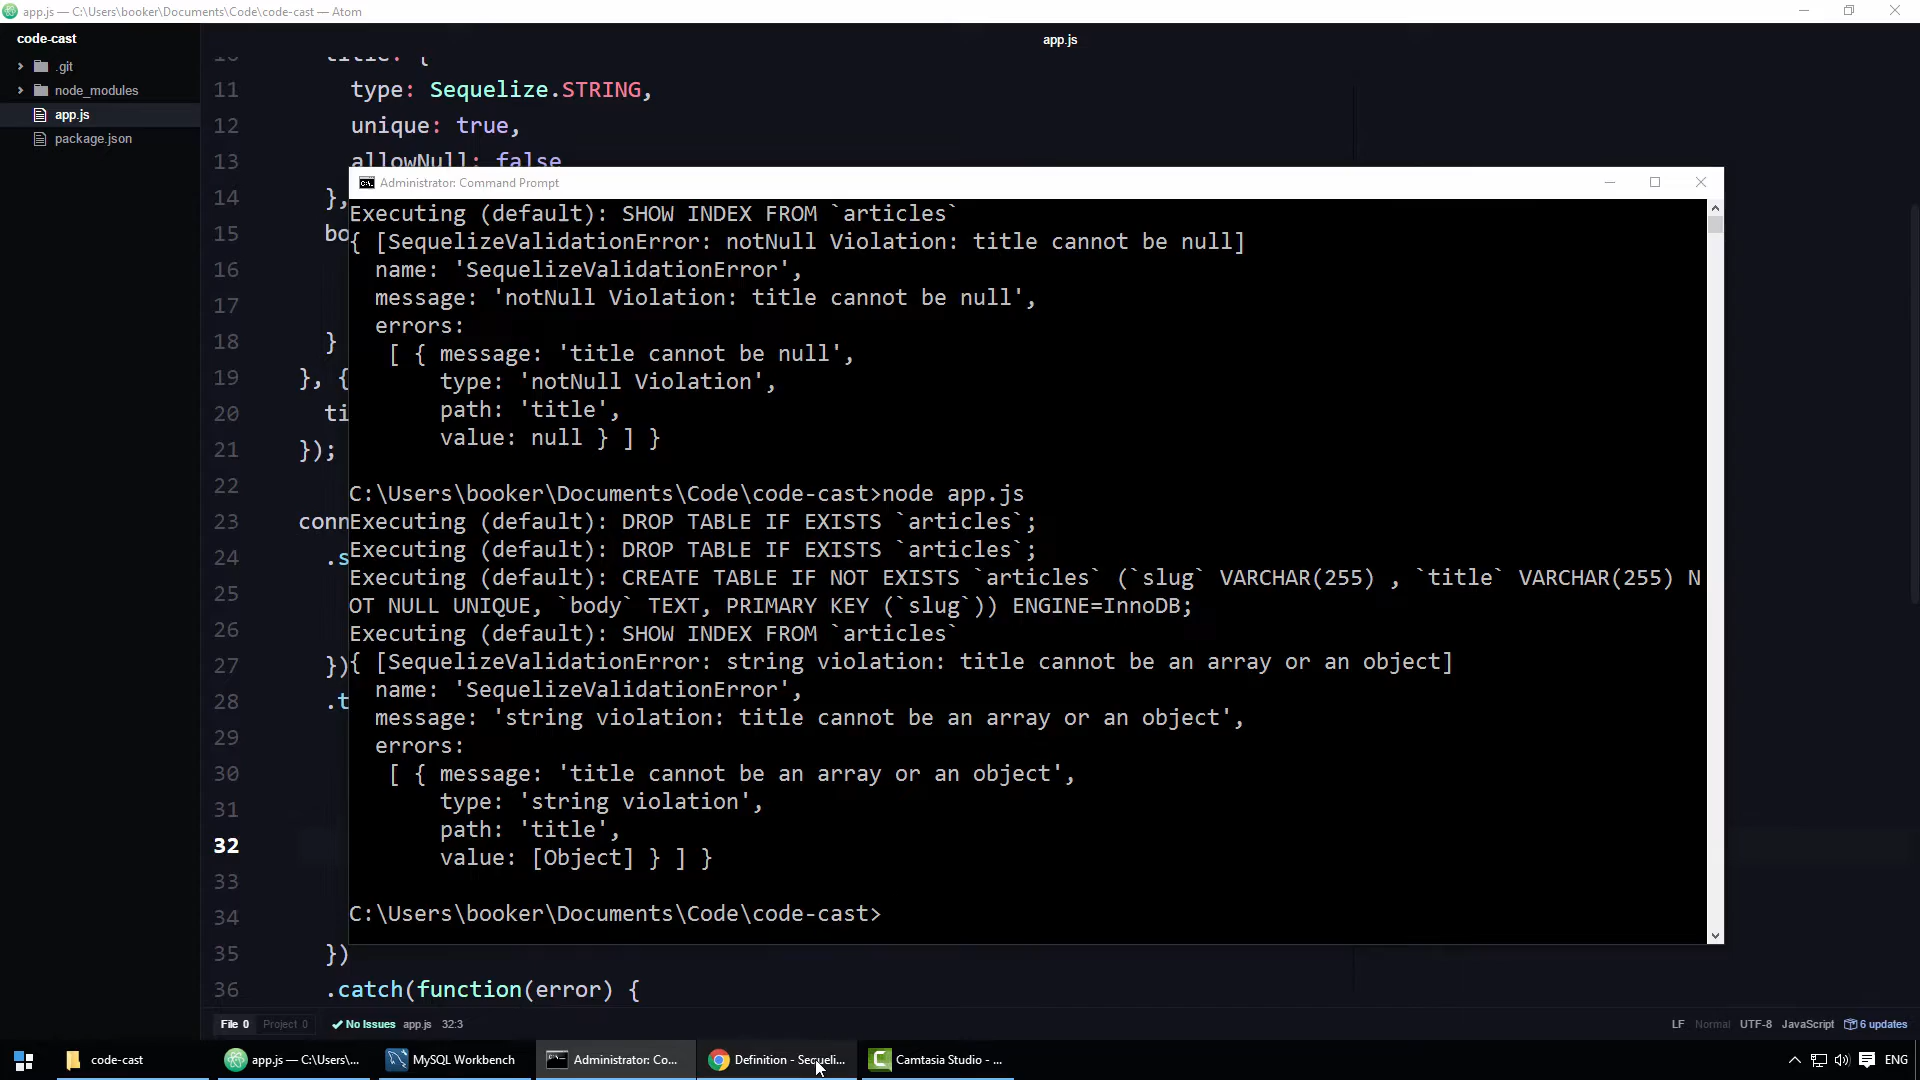 app.js — C:\Users\booker\Documents\Code\code-cast — Atom
code-cast
.git
node_modules
app.js
package.json
app.js
10 title: {
11 type: Sequelize.STRING,
12 unique: true,
13 allowNull: false
14 },
15 bo
16
17
18 }
19 }, {
20 ti
21 });
22
23 conn
24 .s
25
26
27 })
28 .t
29
30
31
32
33
34
35 })
36 .catch(function(error) {
Administrator: Command Prompt
Executing (default): SHOW INDEX FROM `articles`
{ [SequelizeValidationError: notNull Violation: title cannot be null]
name: 'SequelizeValidationError',
message: 'notNull Violation: title cannot be null',
errors:
[ { message: 'title cannot be null',
type: 'notNull Violation',
path: 'title',
value: null } ] }
C:\Users\booker\Documents\Code\code-cast>node app.js
Executing (default): DROP TABLE IF EXISTS `articles`;
Executing (default): DROP TABLE IF EXISTS `articles`;
Executing (default): CREATE TABLE IF NOT EXISTS `articles` (`slug` VARCHAR(255) , `title` VARCHAR(255) N
OT NULL UNIQUE, `body` TEXT, PRIMARY KEY (`slug`)) ENGINE=InnoDB;
Executing (default): SHOW INDEX FROM `articles`
{ [SequelizeValidationError: string violation: title cannot be an array or an object]
name: 'SequelizeValidationError',
message: 'string violation: title cannot be an array or an object',
errors:
[ { message: 'title cannot be an array or an object',
type: 'string violation',
path: 'title',
value: [Object] } ] }
C:\Users\booker\Documents\Code\code-cast>
File 0 Project 0 No Issues app.js 32:3
LF Normal UTF-8 JavaScript 6 updates
code-cast
app.js — C:\Users\...
MySQL Workbench
Administrator: Co...
Definition - Sequeli...
Camtasia Studio - ...
ENG